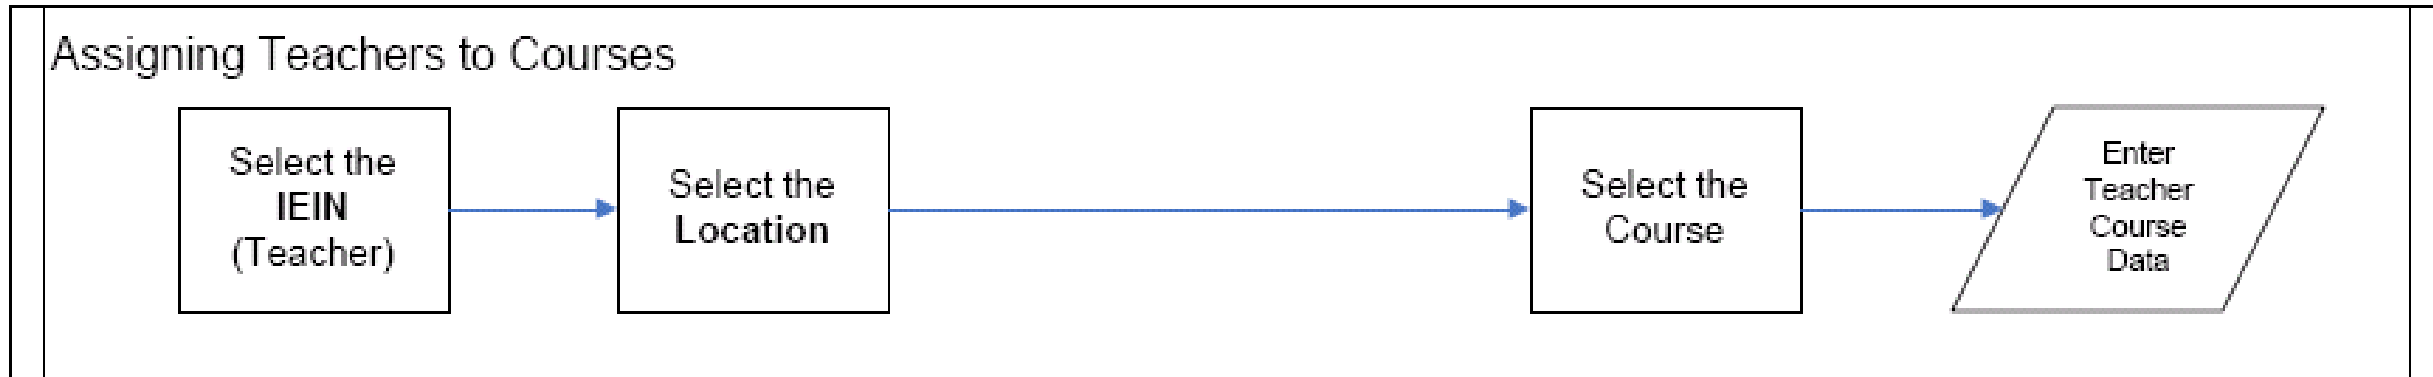 Assigning Teachers to Courses
Select the
IEIN
(Teacher)
Select the
Location
Select the
Course
Enter
Teacher
Course
Data